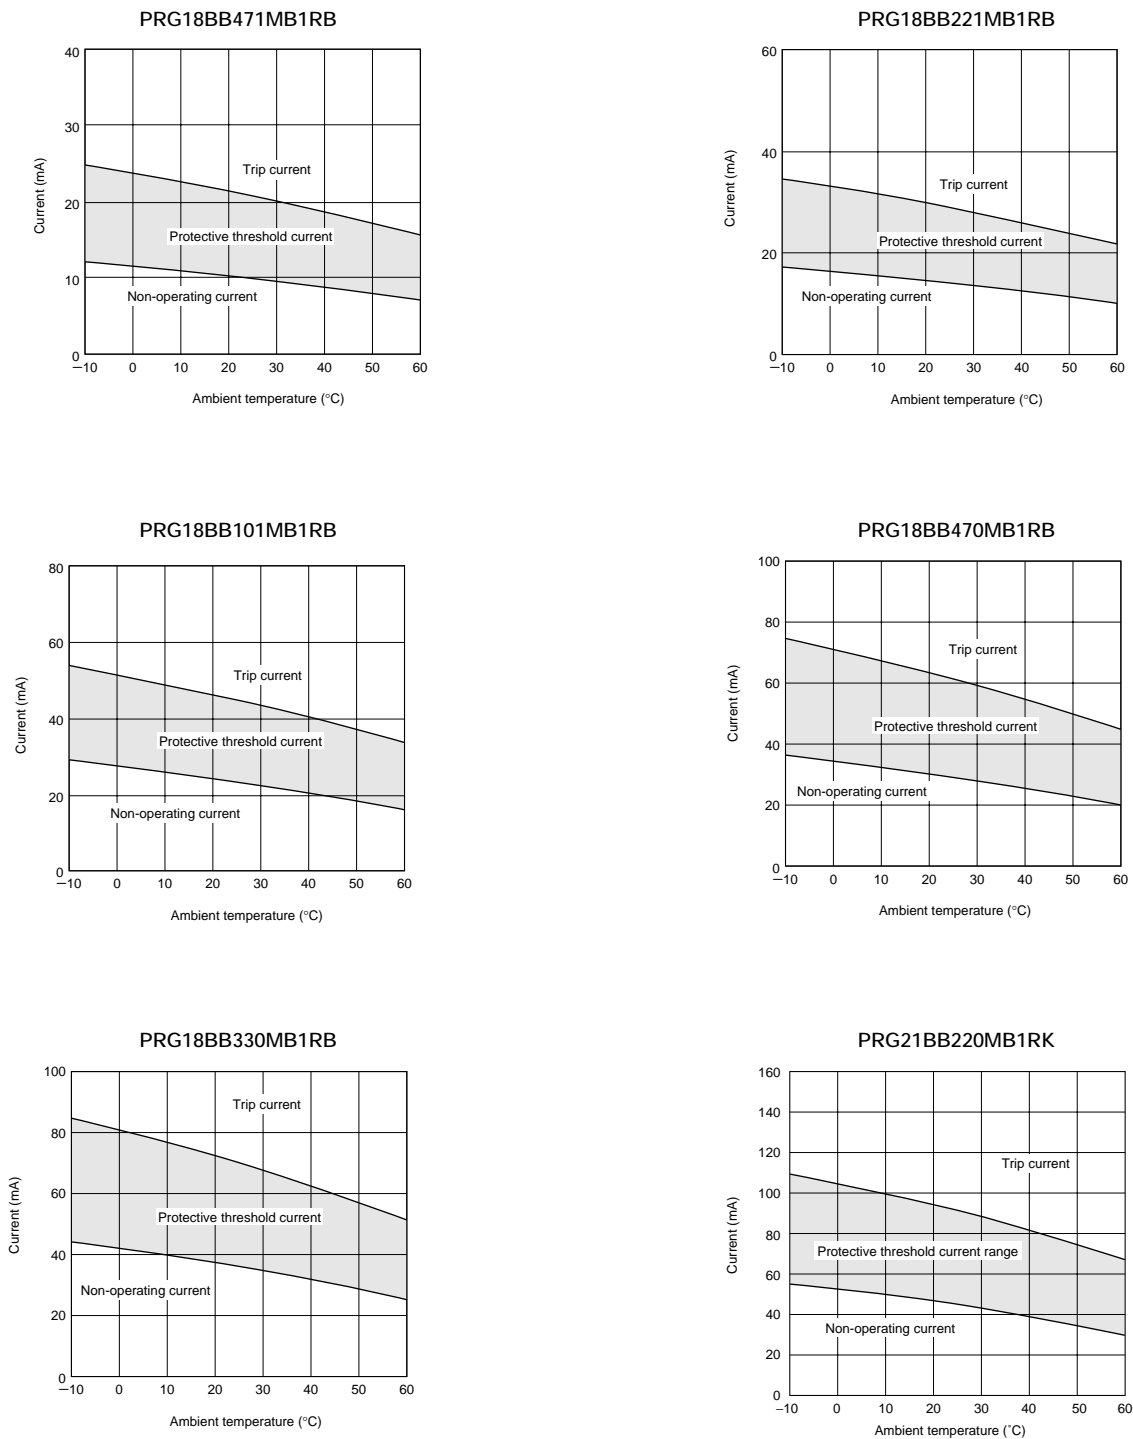 PRG18BB471MB1RB
40
30
20
10
0
Current (mA)
Trip current
Protective threshold current
Non-operating current
−10 0 10 20 30 40 50 60
Ambient temperature (°C)
PRG18BB221MB1RB
60
40
20
0
Current (mA)
Trip current
Protective threshold current
Non-operating current
−10 0 10 20 30 40 50 60
Ambient temperature (°C)
PRG18BB101MB1RB
80
60
40
20
0
Current (mA)
Trip current
Protective threshold current
Non-operating current
−10 0 10 20 30 40 50 60
Ambient temperature (°C)
PRG18BB470MB1RB
100
80
60
40
20
0
Current (mA)
Trip current
Protective threshold current
Non-operating current
−10 0 10 20 30 40 50 60
Ambient temperature (°C)
PRG18BB330MB1RB
100
80
60
40
20
0
Current (mA)
Trip current
Protective threshold current
Non-operating current
−10 0 10 20 30 40 50 60
Ambient temperature (°C)
PRG21BB220MB1RK
160
140
120
100
80
60
40
20
0
Current (mA)
Trip current
Protective threshold current range
Non-operating current
−10 0 10 20 30 40 50 60
Ambient temperature (˚C)